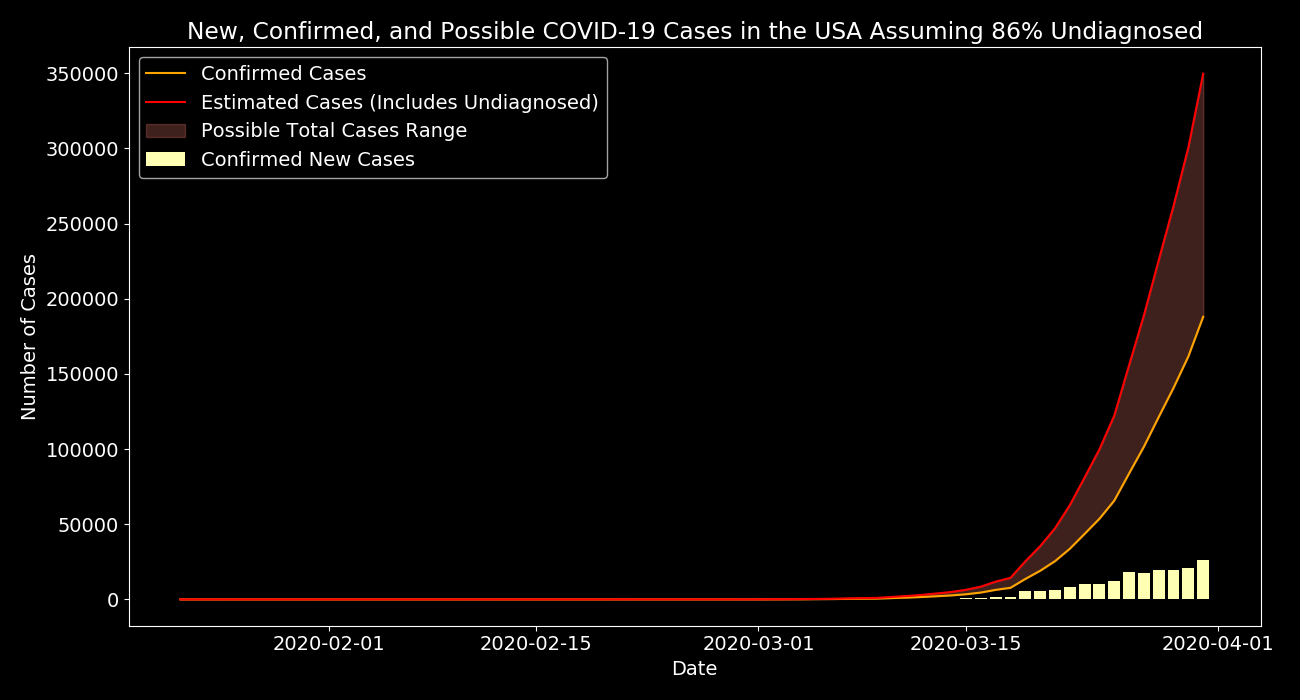 New, Confirmed, and Possible COVID-19 Cases in the USA Assuming 86% Undiagnosed
Confirmed Cases
Estimated Cases (Includes Undiagnosed)
Possible Total Cases Range
Confirmed New Cases
350000
300000
250000
200000
150000
100000
50000
0
Number of Cases
2020-02-01
2020-02-15
2020-03-01
2020-03-15
2020-04-01
Date